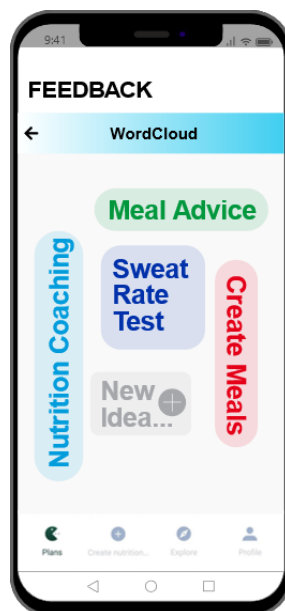 9:41
FEEDBACK
WordCloud
Meal Advice
Nutrition Coaching
Sweat
Rate
Test
Create Meals
New
Idea...
Plans
Create nutrition...
Explore
Profile